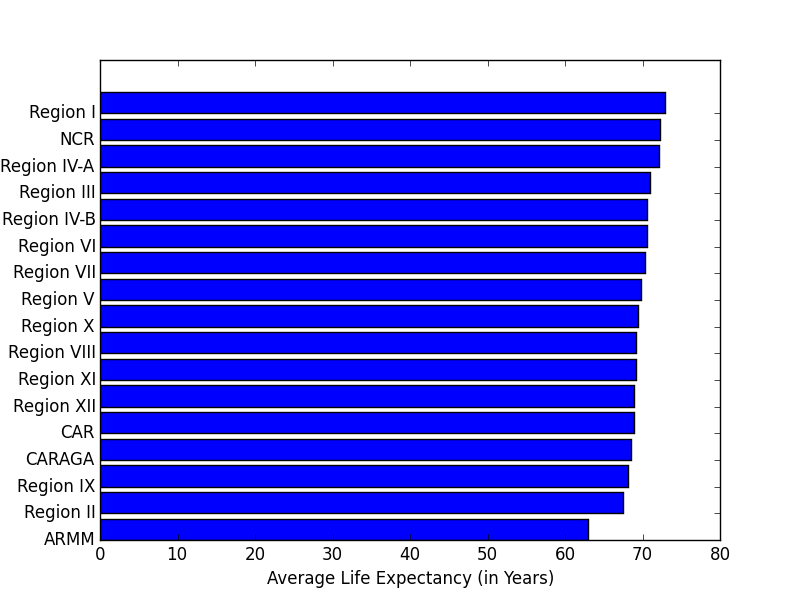 Region I
NCR
Region IV-A
Region III
Region IV-B
Region VI
Region VII
Region V
Region X
Region VIII
Region XI
Region XII
CAR
CARAGA
Region IX
Region II
ARMM
0 10 20 30 40 50 60 70 80
Average Life Expectancy (in Years)